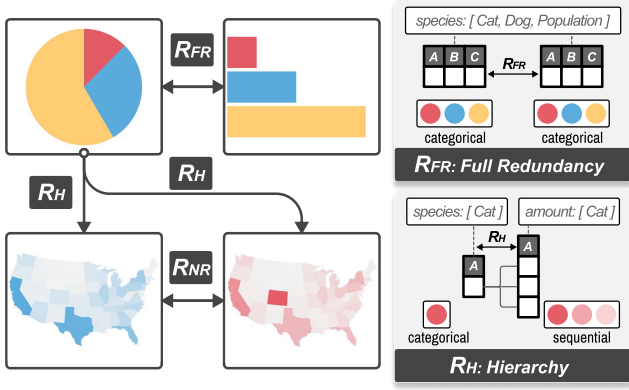 RFR
RH
RH
RNR
species: [ Cat, Dog, Population ]
A B C
A B C
RFR
categorical
categorical
RFR: Full Redundancy
species: [ Cat ]
amount: [ Cat ]
RH
A
A
categorical
sequential
RH: Hierarchy